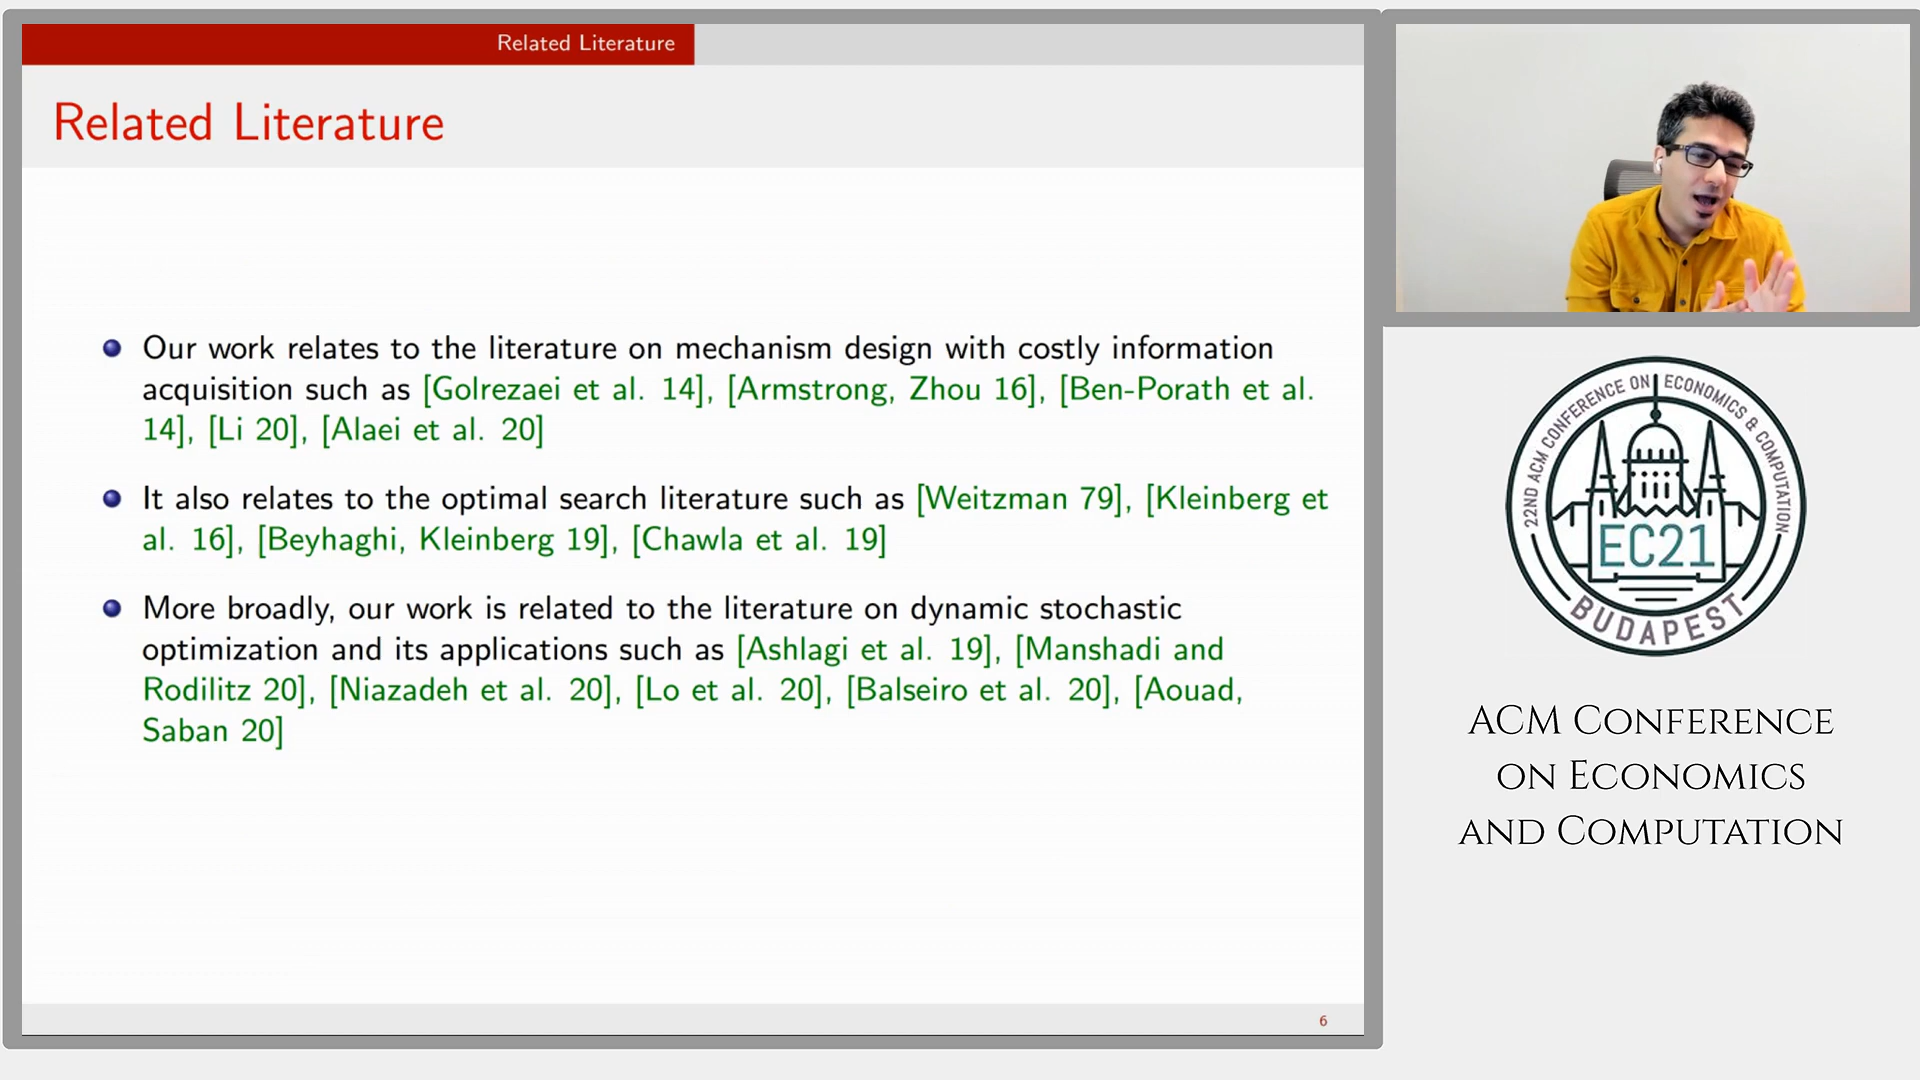 Related Literature
Related Literature
Our work relates to the literature on mechanism design with costly information
acquisition such as [Golrezaei et al. 14], [Armstrong, Zhou 16], [Ben-Porath et al.
14], [Li 20], [Alaei et al. 20]
It also relates to the optimal search literature such as [Weitzman 79], [Kleinberg et
al. 16], [Beyhaghi, Kleinberg 19], [Chawla et al. 19]
More broadly, our work is related to the literature on dynamic stochastic
optimization and its applications such as [Ashlagi et al. 19], [Manshadi and
Rodilitz 20], [Niazadeh et al. 20], [Lo et al. 20], [Balseiro et al. 20], [Aouad,
Saban 20]
6
22ND ACM CONFERENCE ON ECONOMICS & COMPUTATION
EC21
BUDAPEST
ACM CONFERENCE
ON ECONOMICS
AND COMPUTATION